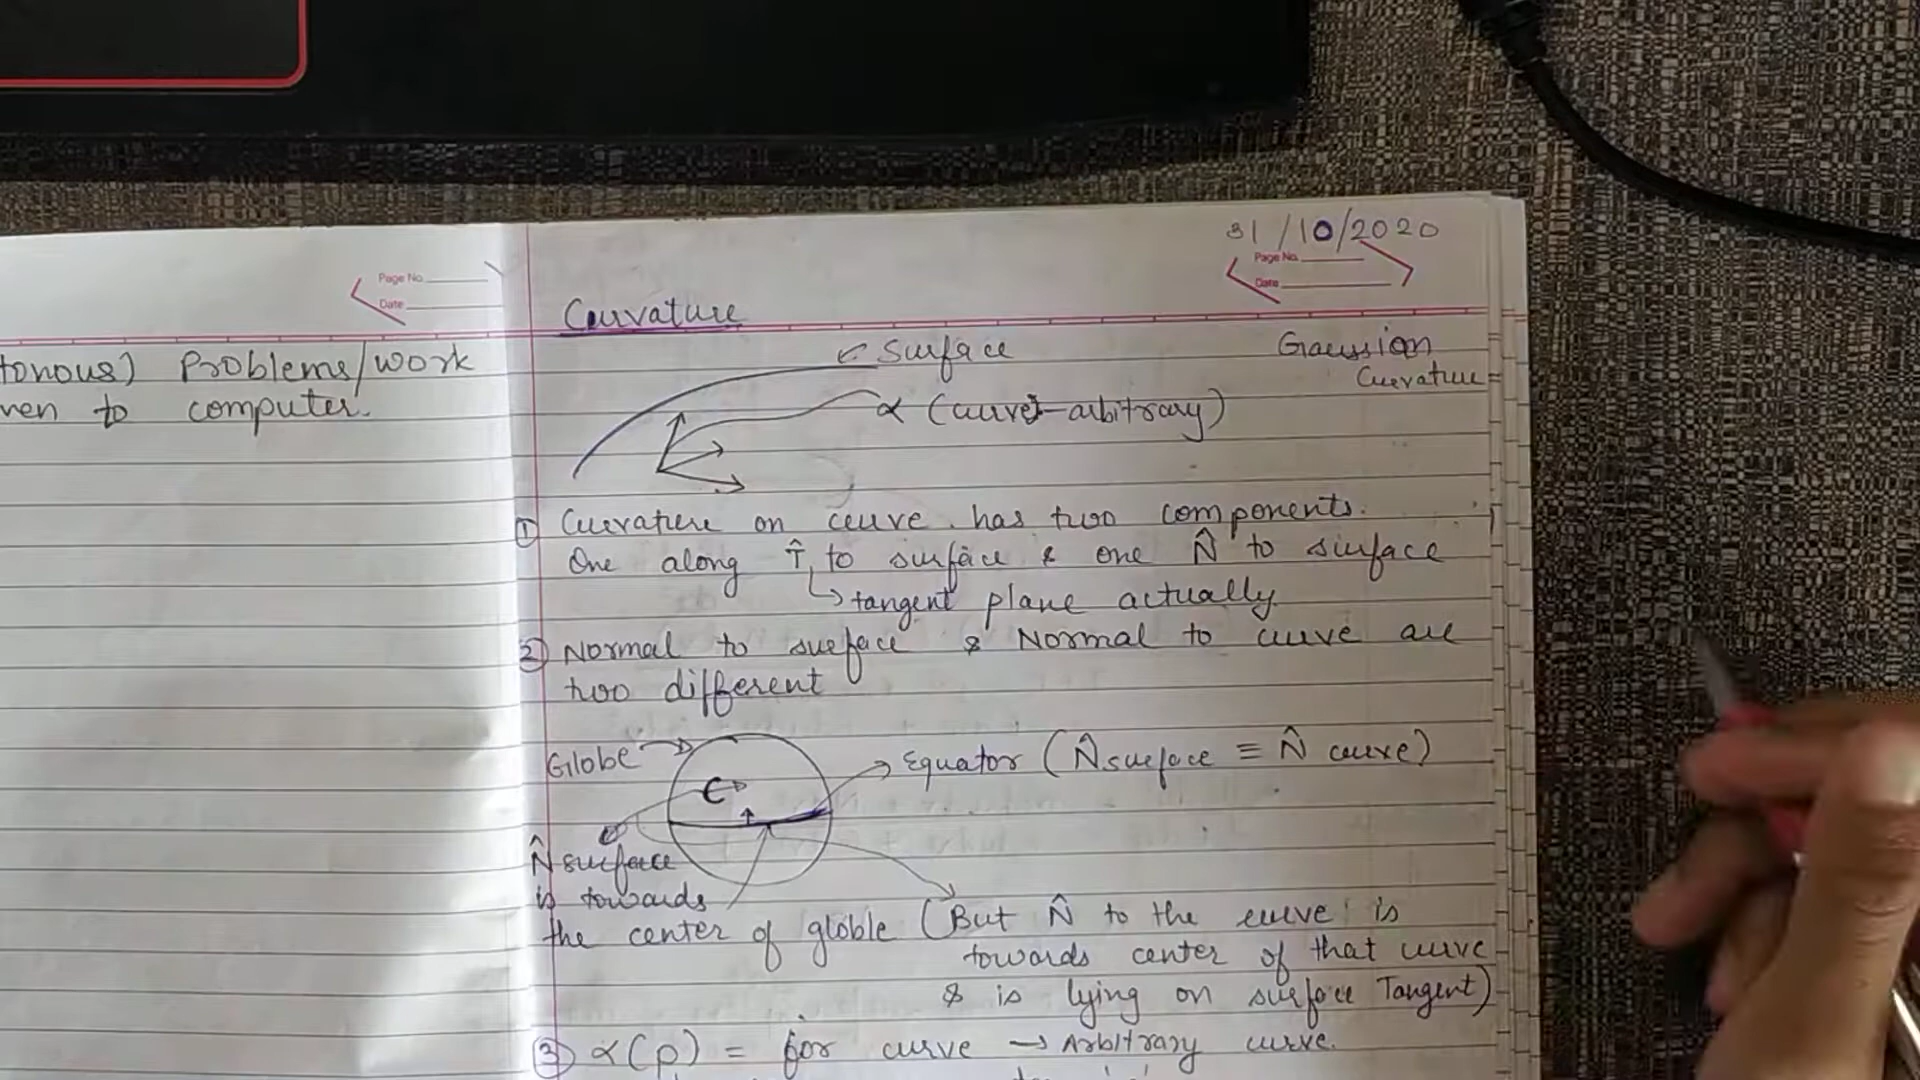 Page No.
Date
tonous) Problems/work
ven to computer.
31/10/2020
Page No.
Date
Curvature
Surface
Gaussian
Curvature=
α (curve-arbitrary)
① Curvature on curve has two components.
One along T̂ to surface & one N̂ to surface
↳ tangent plane actually
② Normal to surface & Normal to curve are
two different
Globe
Equator (N̂ surface ≡ N̂ curve)
N̂ surface
is towards
the center of globle (But N̂ to the curve is
towards center of that curve
& is lying on surface Tangent)
③ α(p) = for curve → Arbitrary curve.